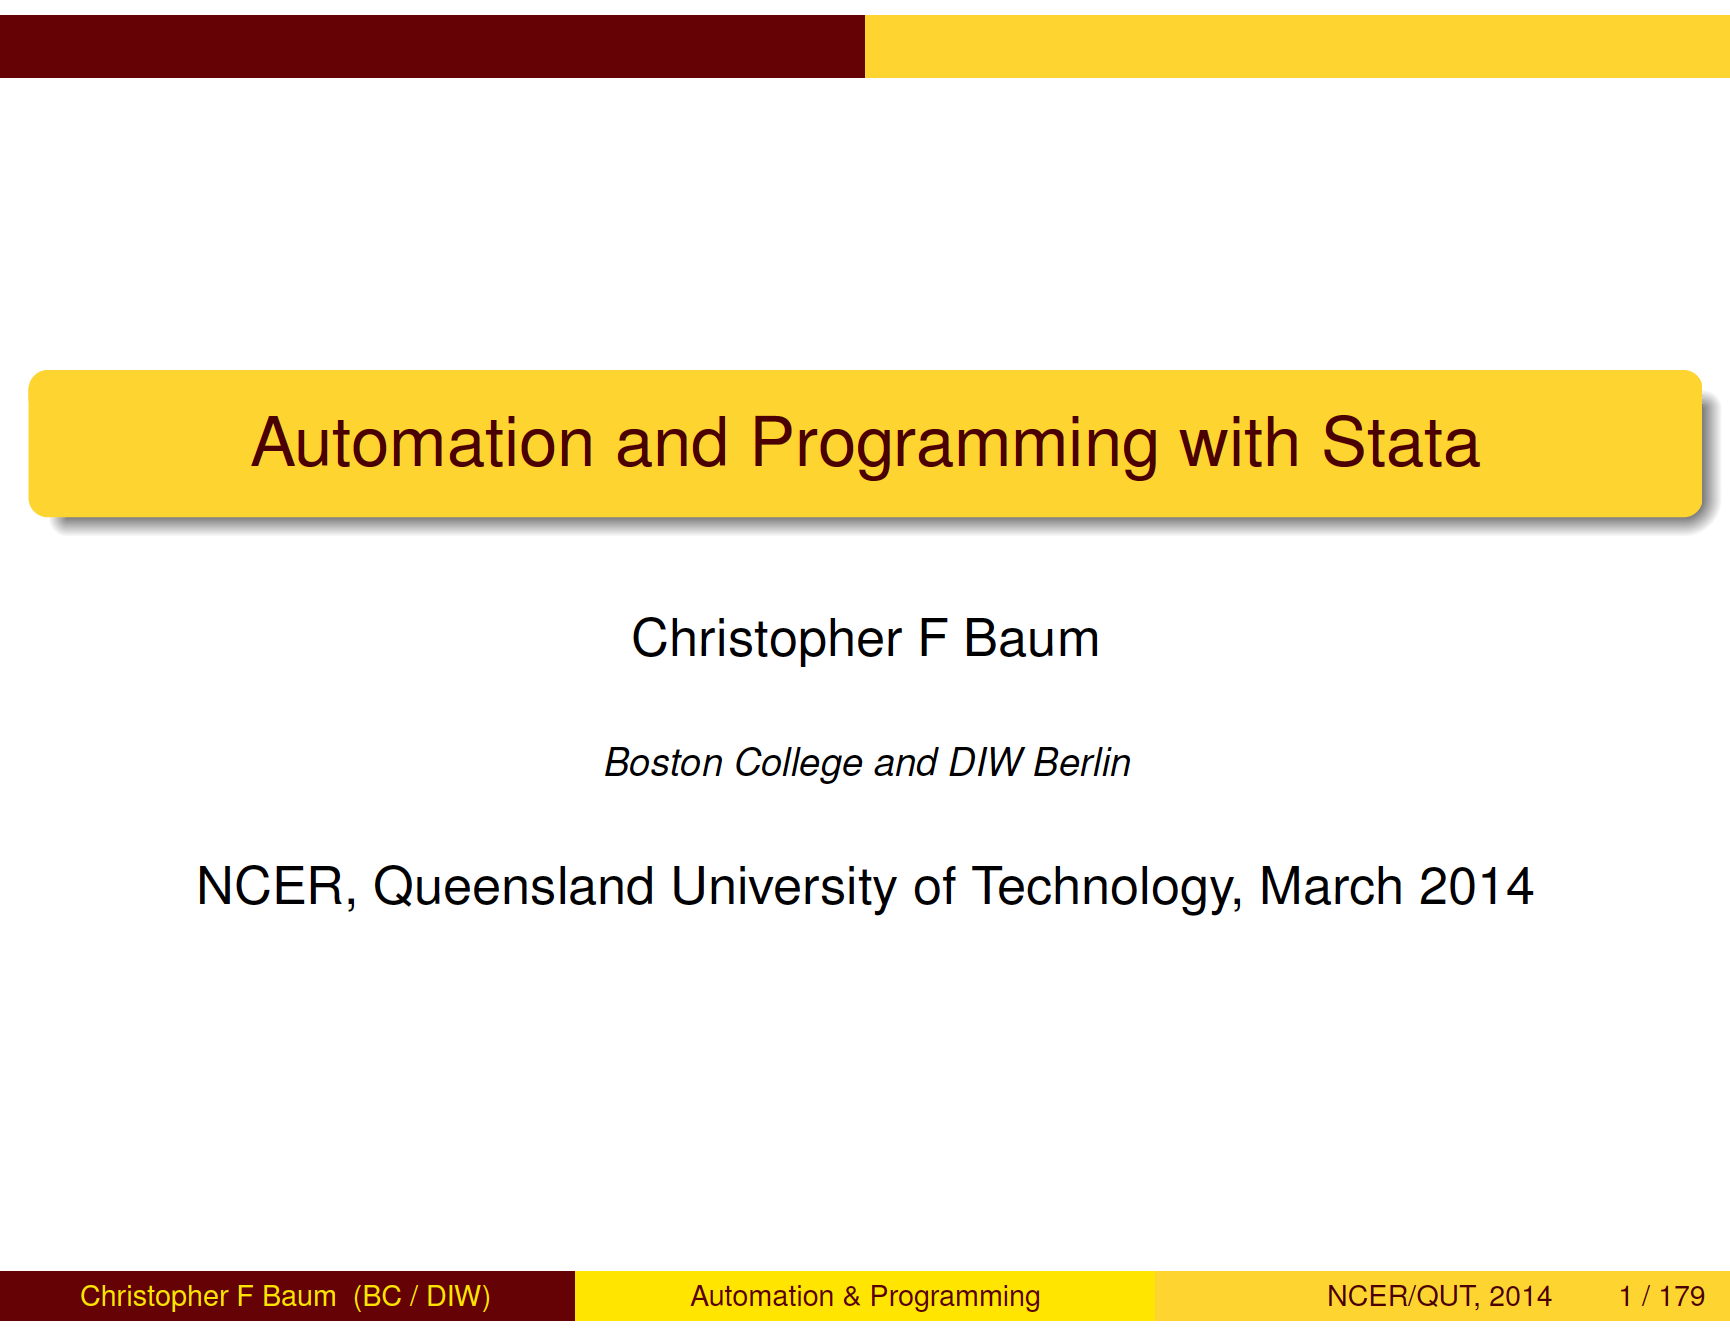 Automation and Programming with Stata
Christopher F Baum
Boston College and DIW Berlin
NCER, Queensland University of Technology, March 2014
Christopher F Baum (BC / DIW) Automation & Programming NCER/QUT, 2014 1 / 179